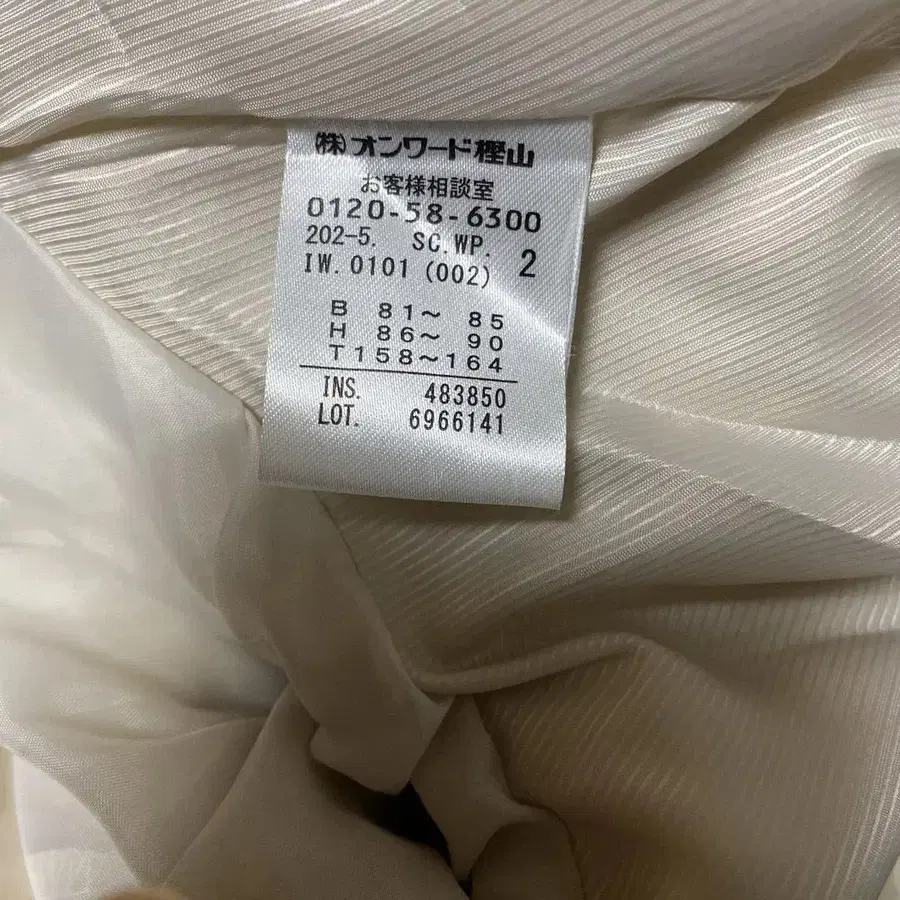 ㈱オンワード樫山
お客様相談室
0120-58-6300
202-5. SC.WP. 2
IW.0101 (002)
B 81～ 85
H 86～ 90
T158～164
INS. 483850
LOT. 6966141